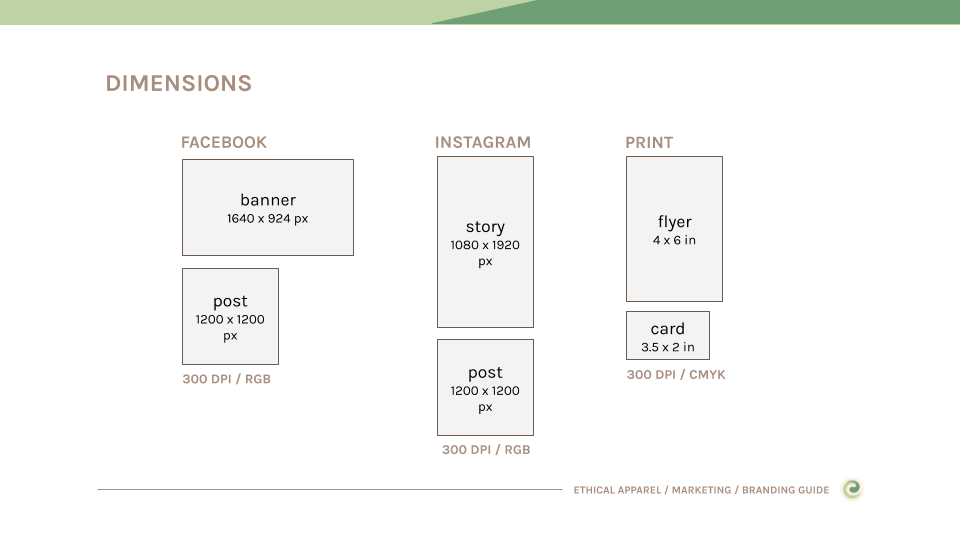 DIMENSIONS
FACEBOOK
banner
1640 x 924 px
post
1200 x 1200
px
300 DPI / RGB
INSTAGRAM
story
1080 x 1920
px
post
1200 x 1200
px
300 DPI / RGB
PRINT
flyer
4 x 6 in
card
3.5 x 2 in
300 DPI / CMYK
ETHICAL APPAREL / MARKETING / BRANDING GUIDE